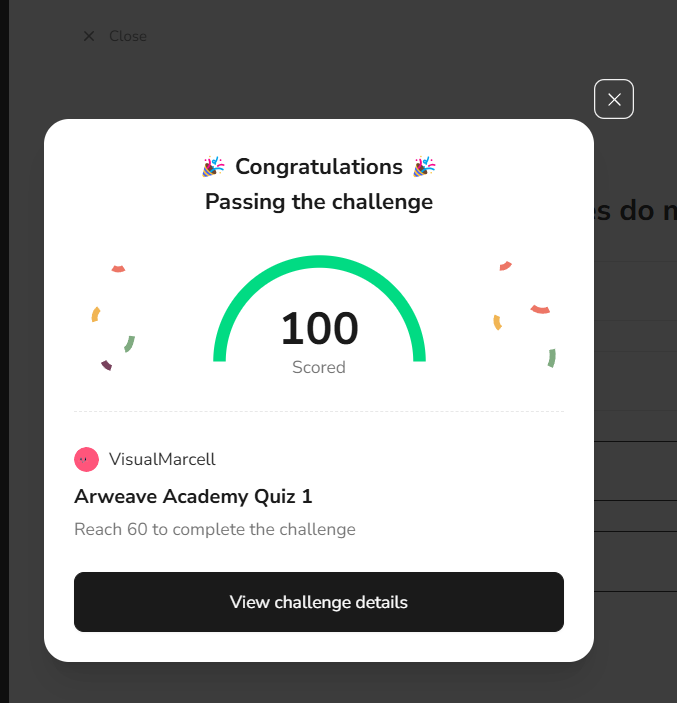 Close
🎉 Congratulations 🎉
Passing the challenge
100
Scored
VisualMarcell
Arweave Academy Quiz 1
Reach 60 to complete the challenge
View challenge details
do